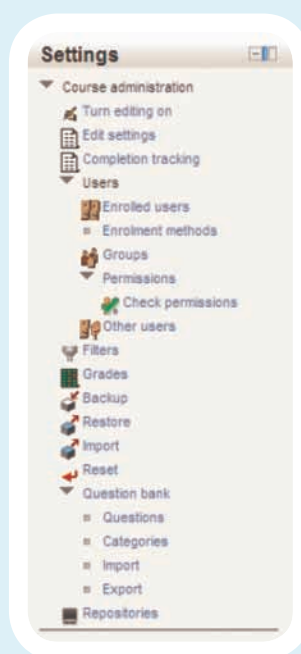 Settings
Course administration
Turn editing on
Edit settings
Completion tracking
Users
Enrolled users
Enrolment methods
Groups
Permissions
Check permissions
Other users
Filters
Grades
Backup
Restore
Import
Reset
Question bank
Questions
Categories
Import
Export
Repositories